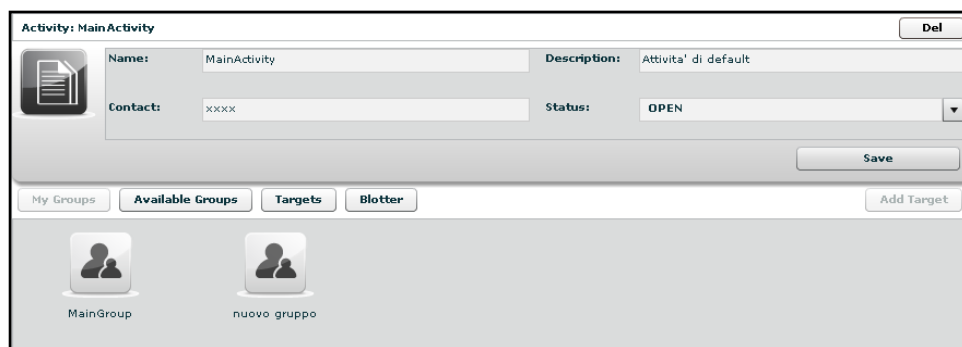 Activity: MainActivity Del
Name: MainActivity Description: Attivita' di default
Contact: xxxx Status: OPEN
Save
My Groups Available Groups Targets Blotter Add Target
MainGroup nuovo gruppo